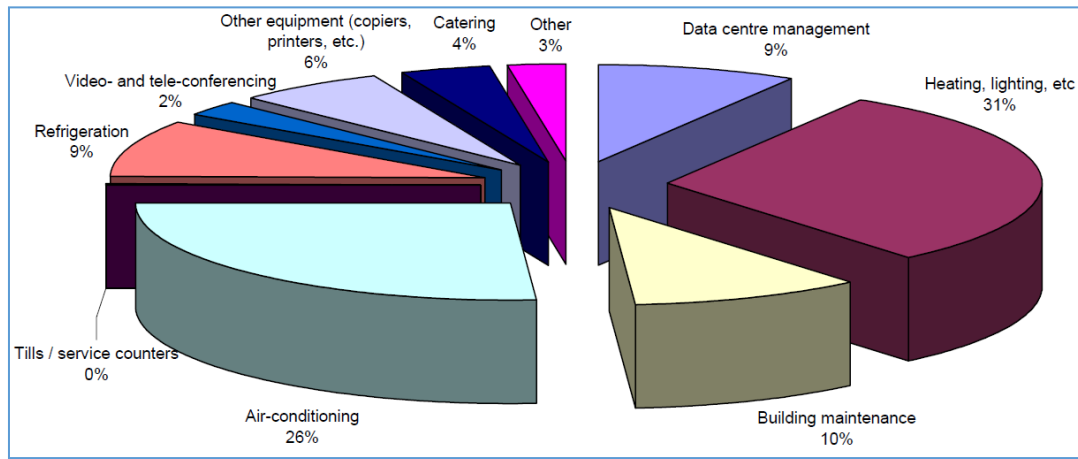 Other equipment (copiers,
printers, etc.)
6%
Catering
4%
Other
3%
Data centre management
9%
Heating, lighting, etc
31%
Video- and tele-conferencing
2%
Refrigeration
9%
Tills / service counters
0%
Air-conditioning
26%
Building maintenance
10%